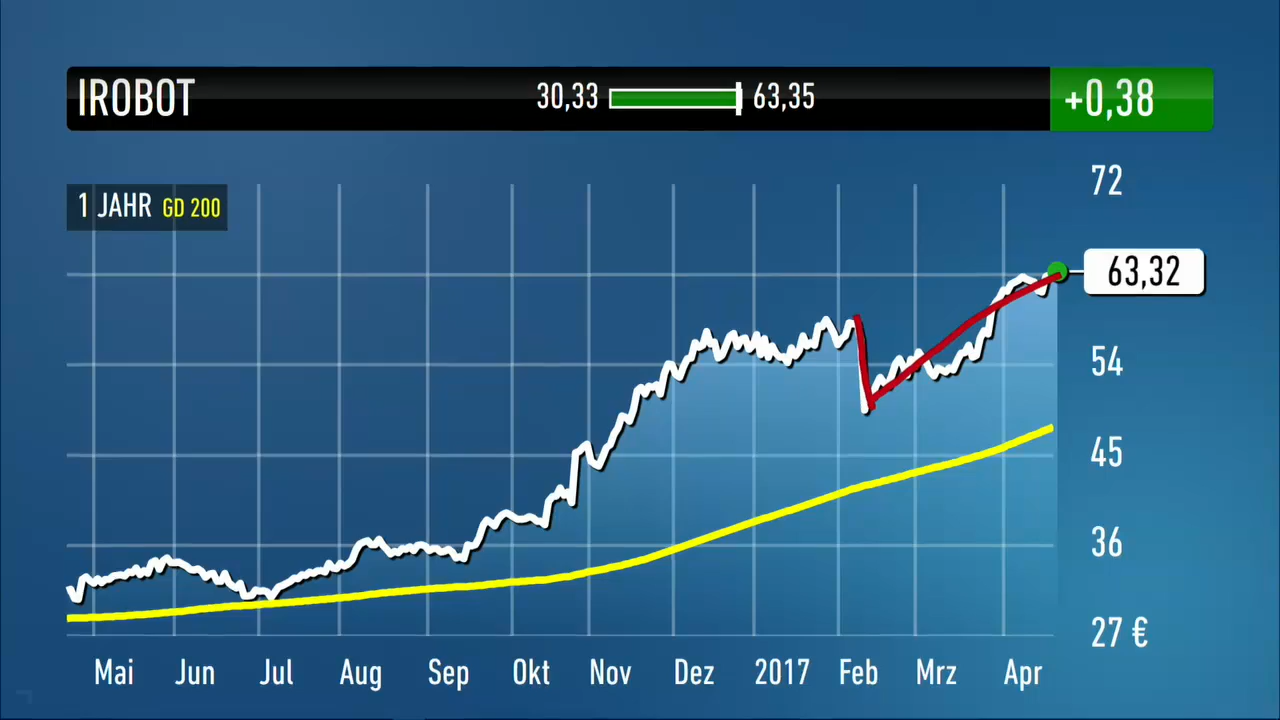 IROBOT 30,33 63,35 +0,38
1 JAHR GD 200
72
63,32
54
45
36
27 €
Mai Jun Jul Aug Sep Okt Nov Dez 2017 Feb Mrz Apr